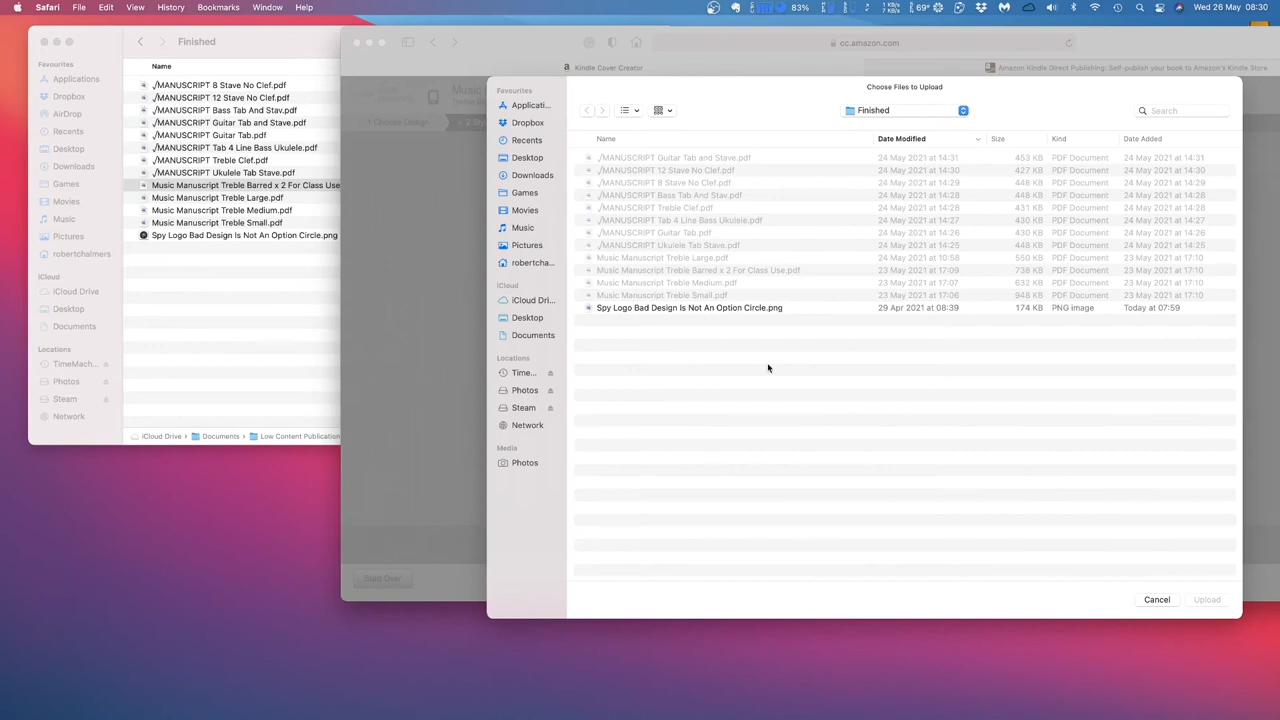 Safari File Edit View History Bookmarks Window Help 83% 69° Wed 26 May 08:30
Favourites
Applications
Dropbox
AirDrop
Recents
Desktop
Downloads
Games
Movies
Music
Pictures
robertchalmers
iCloud
iCloud Drive
Desktop
Documents
Locations
TimeMach...
Photos
Steam
Network
Finished
Name
./MANUSCRIPT 8 Stave No Clef.pdf
./MANUSCRIPT 12 Stave No Clef.pdf
./MANUSCRIPT Bass Tab And Stav.pdf
./MANUSCRIPT Guitar Tab and Stave.pdf
./MANUSCRIPT Guitar Tab.pdf
./MANUSCRIPT Tab 4 Line Bass Ukulele.pdf
./MANUSCRIPT Treble Clef.pdf
./MANUSCRIPT Ukulele Tab Stave.pdf
Music Manuscript Treble Barred x 2 For Class Use
Music Manuscript Treble Large.pdf
Music Manuscript Treble Medium.pdf
Music Manuscript Treble Small.pdf
Spy Logo Bad Design Is Not An Option Circle.png
iCloud Drive Documents Low Content Publication
cc.amazon.com
Kindle Cover Creator
Amazon Kindle Direct Publishing: Self-publish your book to Amazon's Kindle Store
Music
1 Choose Design
Start Over
Choose Files to Upload
Favourites
Applicati...
Dropbox
Recents
Desktop
Downloads
Games
Movies
Music
Pictures
robertcha...
iCloud
iCloud Dri...
Desktop
Documents
Locations
Time...
Photos
Steam
Network
Media
Photos
Finished
Search
Name Date Modified Size Kind Date Added
./MANUSCRIPT Guitar Tab and Stave.pdf 24 May 2021 at 14:31 453 KB PDF Document 24 May 2021 at 14:31
./MANUSCRIPT 12 Stave No Clef.pdf 24 May 2021 at 14:30 427 KB PDF Document 24 May 2021 at 14:30
./MANUSCRIPT 8 Stave No Clef.pdf 24 May 2021 at 14:29 448 KB PDF Document 24 May 2021 at 14:29
./MANUSCRIPT Bass Tab And Stav.pdf 24 May 2021 at 14:28 448 KB PDF Document 24 May 2021 at 14:28
./MANUSCRIPT Treble Clef.pdf 24 May 2021 at 14:28 431 KB PDF Document 24 May 2021 at 14:28
./MANUSCRIPT Tab 4 Line Bass Ukulele.pdf 24 May 2021 at 14:27 430 KB PDF Document 24 May 2021 at 14:27
./MANUSCRIPT Guitar Tab.pdf 24 May 2021 at 14:26 430 KB PDF Document 24 May 2021 at 14:26
./MANUSCRIPT Ukulele Tab Stave.pdf 24 May 2021 at 14:25 448 KB PDF Document 24 May 2021 at 14:25
Music Manuscript Treble Large.pdf 24 May 2021 at 10:58 550 KB PDF Document 23 May 2021 at 17:10
Music Manuscript Treble Barred x 2 For Class Use.pdf 23 May 2021 at 17:09 738 KB PDF Document 23 May 2021 at 17:10
Music Manuscript Treble Medium.pdf 23 May 2021 at 17:07 632 KB PDF Document 23 May 2021 at 17:10
Music Manuscript Treble Small.pdf 23 May 2021 at 17:06 948 KB PDF Document 23 May 2021 at 17:10
Spy Logo Bad Design Is Not An Option Circle.png 29 Apr 2021 at 08:39 174 KB PNG image Today at 07:59
Cancel Upload